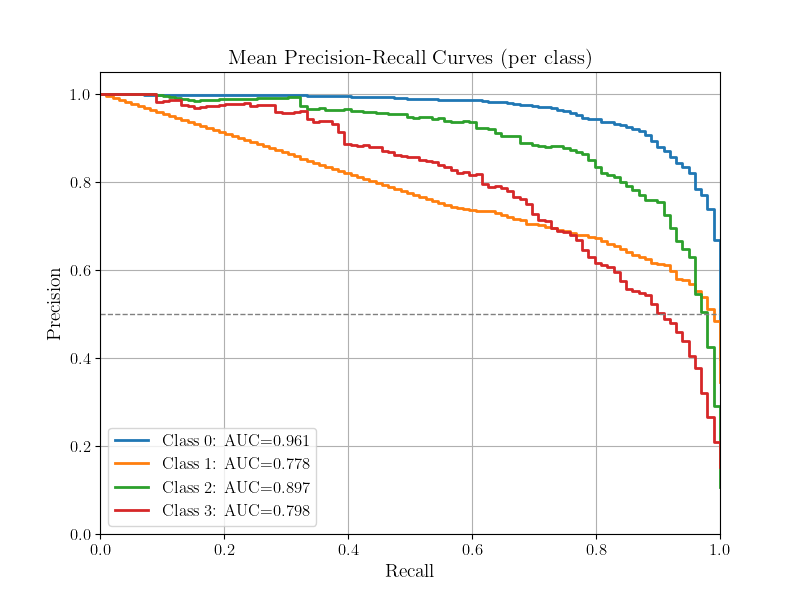 Mean Precision-Recall Curves (per class)
1.0
0.8
0.6
0.4
0.2
0.0
Precision
Class 0: AUC=0.961
Class 1: AUC=0.778
Class 2: AUC=0.897
Class 3: AUC=0.798
0.0 0.2 0.4 0.6 0.8 1.0
Recall